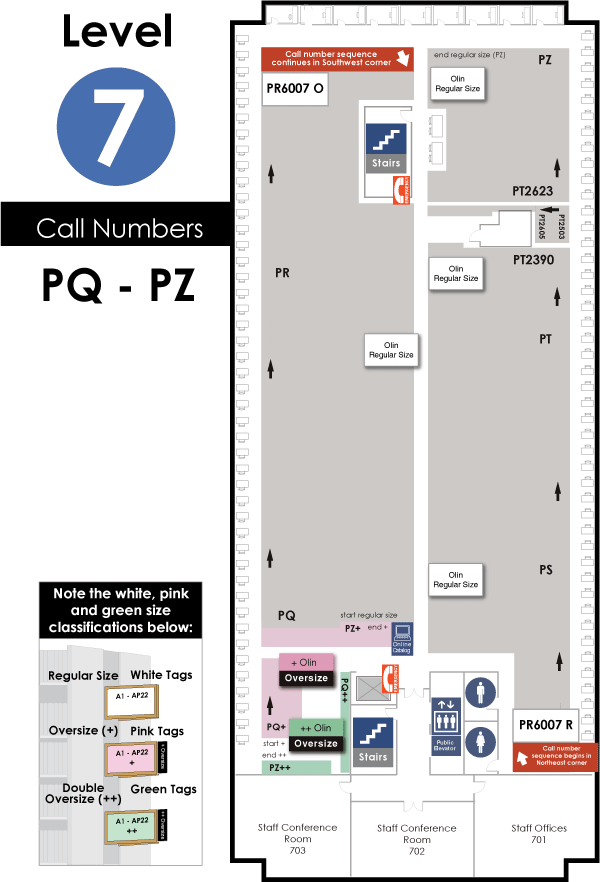 Level
7
Call Numbers
PQ - PZ
Call number sequence
continues in Southwest corner
PR6007 O
end regular size (PZ)
PZ
Olin
Regular Size
Stairs
PT2623
PT2503
PT2605
PT2390
PR
Olin
Regular Size
PT
Olin
Regular Size
Olin
Regular Size
PS
PQ
start regular size
PZ+ end +
Online
Catalog
+ Olin
Oversize
PQ++
PQ+
++ Olin
Oversize
start +
end ++
PZ++
Stairs
Public
Elevator
PR6007 R
Call number
sequence begins in
Northeast corner
Staff Conference
Room
703
Staff Conference
Room
702
Staff Offices
701
Note the white, pink
and green size
classifications below:
Regular Size White Tags
A1 - AP22
Oversize (+) Pink Tags
A1 - AP22
+
+ Oversize
Double
Oversize (++) Green Tags
A1 - AP22
++
++ Oversize